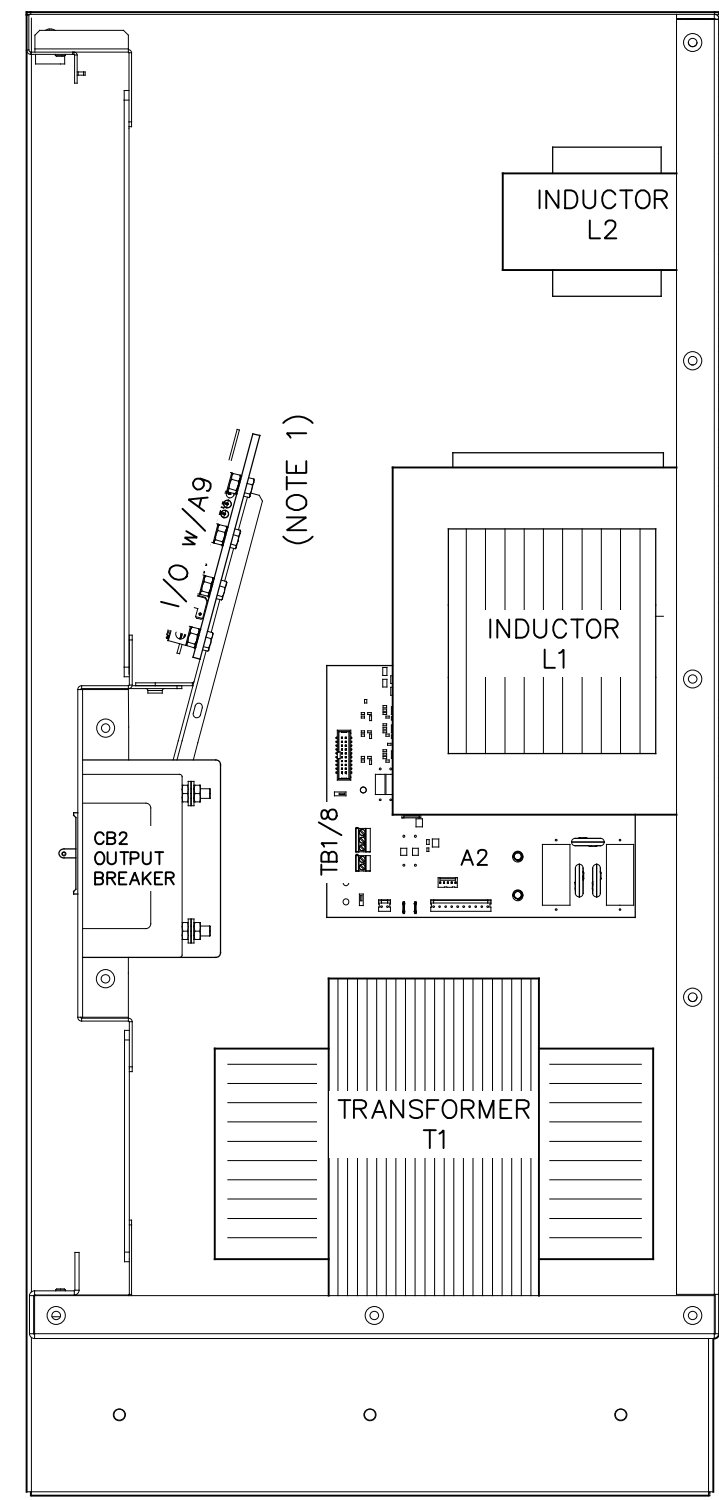 INDUCTOR
L2
(NOTE 1)
I/O w/A9
INDUCTOR
L1
TB1/8
CB2
OUTPUT
BREAKER
A2
TRANSFORMER
T1